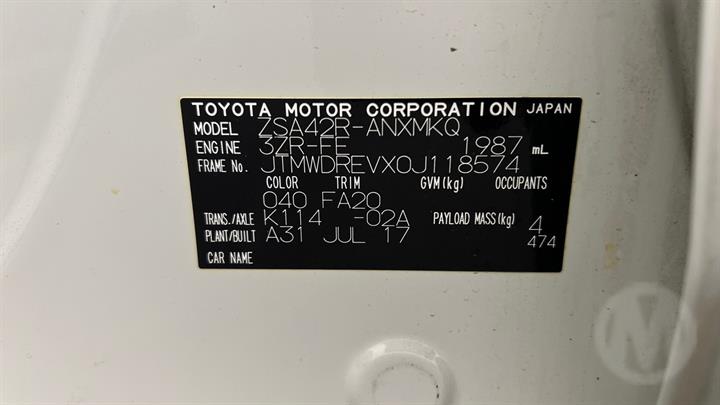 TOYOTA MOTOR CORPORATION JAPAN
MODEL ZSA42R-ANXMKQ
ENGINE 3ZR-FE 1987 mL
FRAME No. JTMWDREVX0J118574
COLOR TRIM GVM(kg) OCCUPANTS
040 FA20
TRANS./AXLE K114 -02A PAYLOAD MASS(kg) 4
PLANT/BUILT A31 JUL 17 474
CAR NAME
M